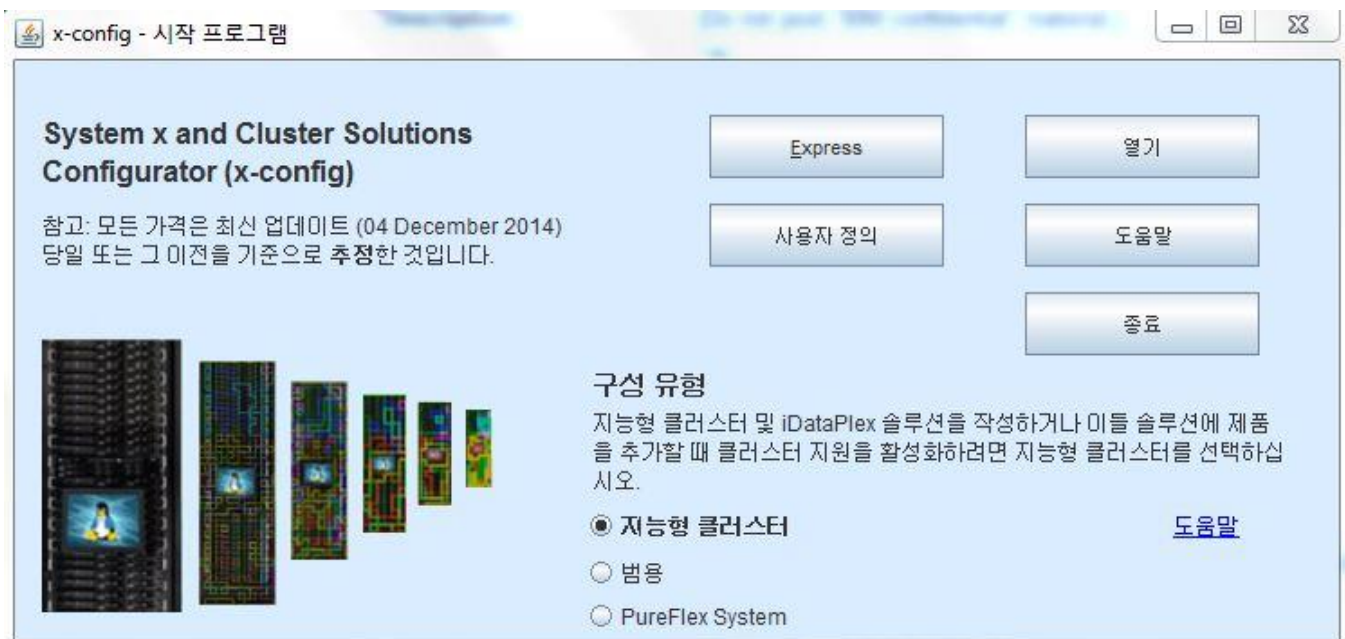 x-config - 시작 프로그램
System x and Cluster Solutions
Configurator (x-config)
참고: 모든 가격은 최신 업데이트 (04 December 2014)
당일 또는 그 이전을 기준으로 추정한 것입니다.
Express
열기
사용자 정의
도움말
종료
구성 유형
지능형 클러스터 및 iDataPlex 솔루션을 작성하거나 이들 솔루션에 제품
을 추가할 때 클러스터 지원을 활성화하려면 지능형 클러스터를 선택하십
시오.
지능형 클러스터
도움말
범용
PureFlex System